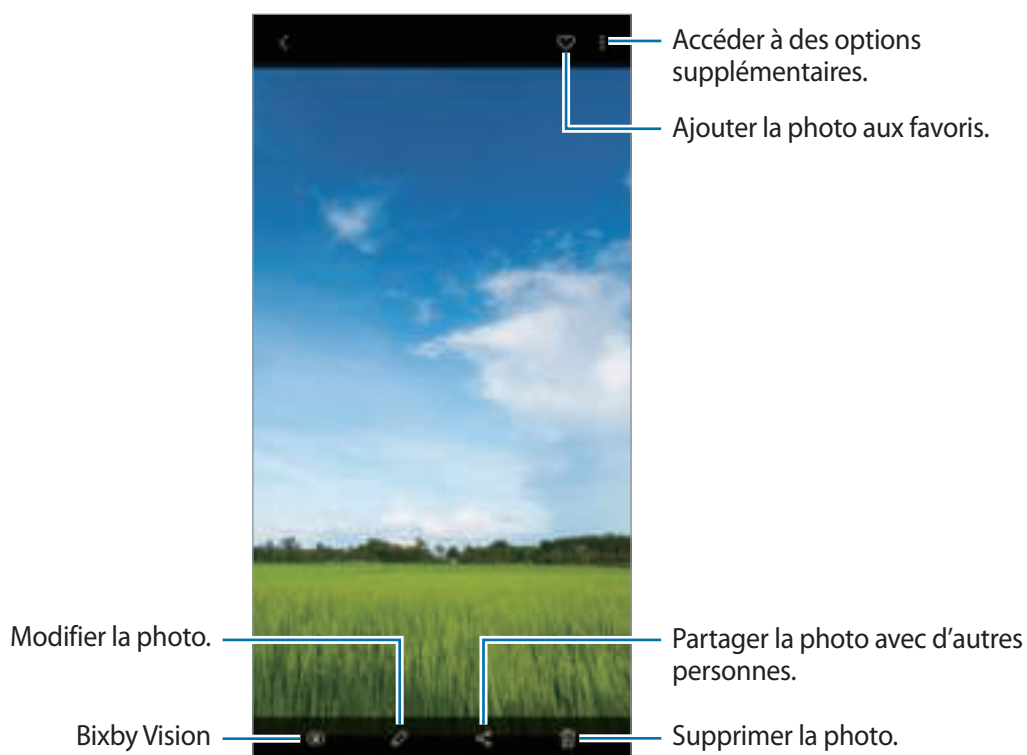 Accéder à des options
supplémentaires.
Ajouter la photo aux favoris.
Modifier la photo.
Partager la photo avec d'autres
personnes.
Bixby Vision
Supprimer la photo.